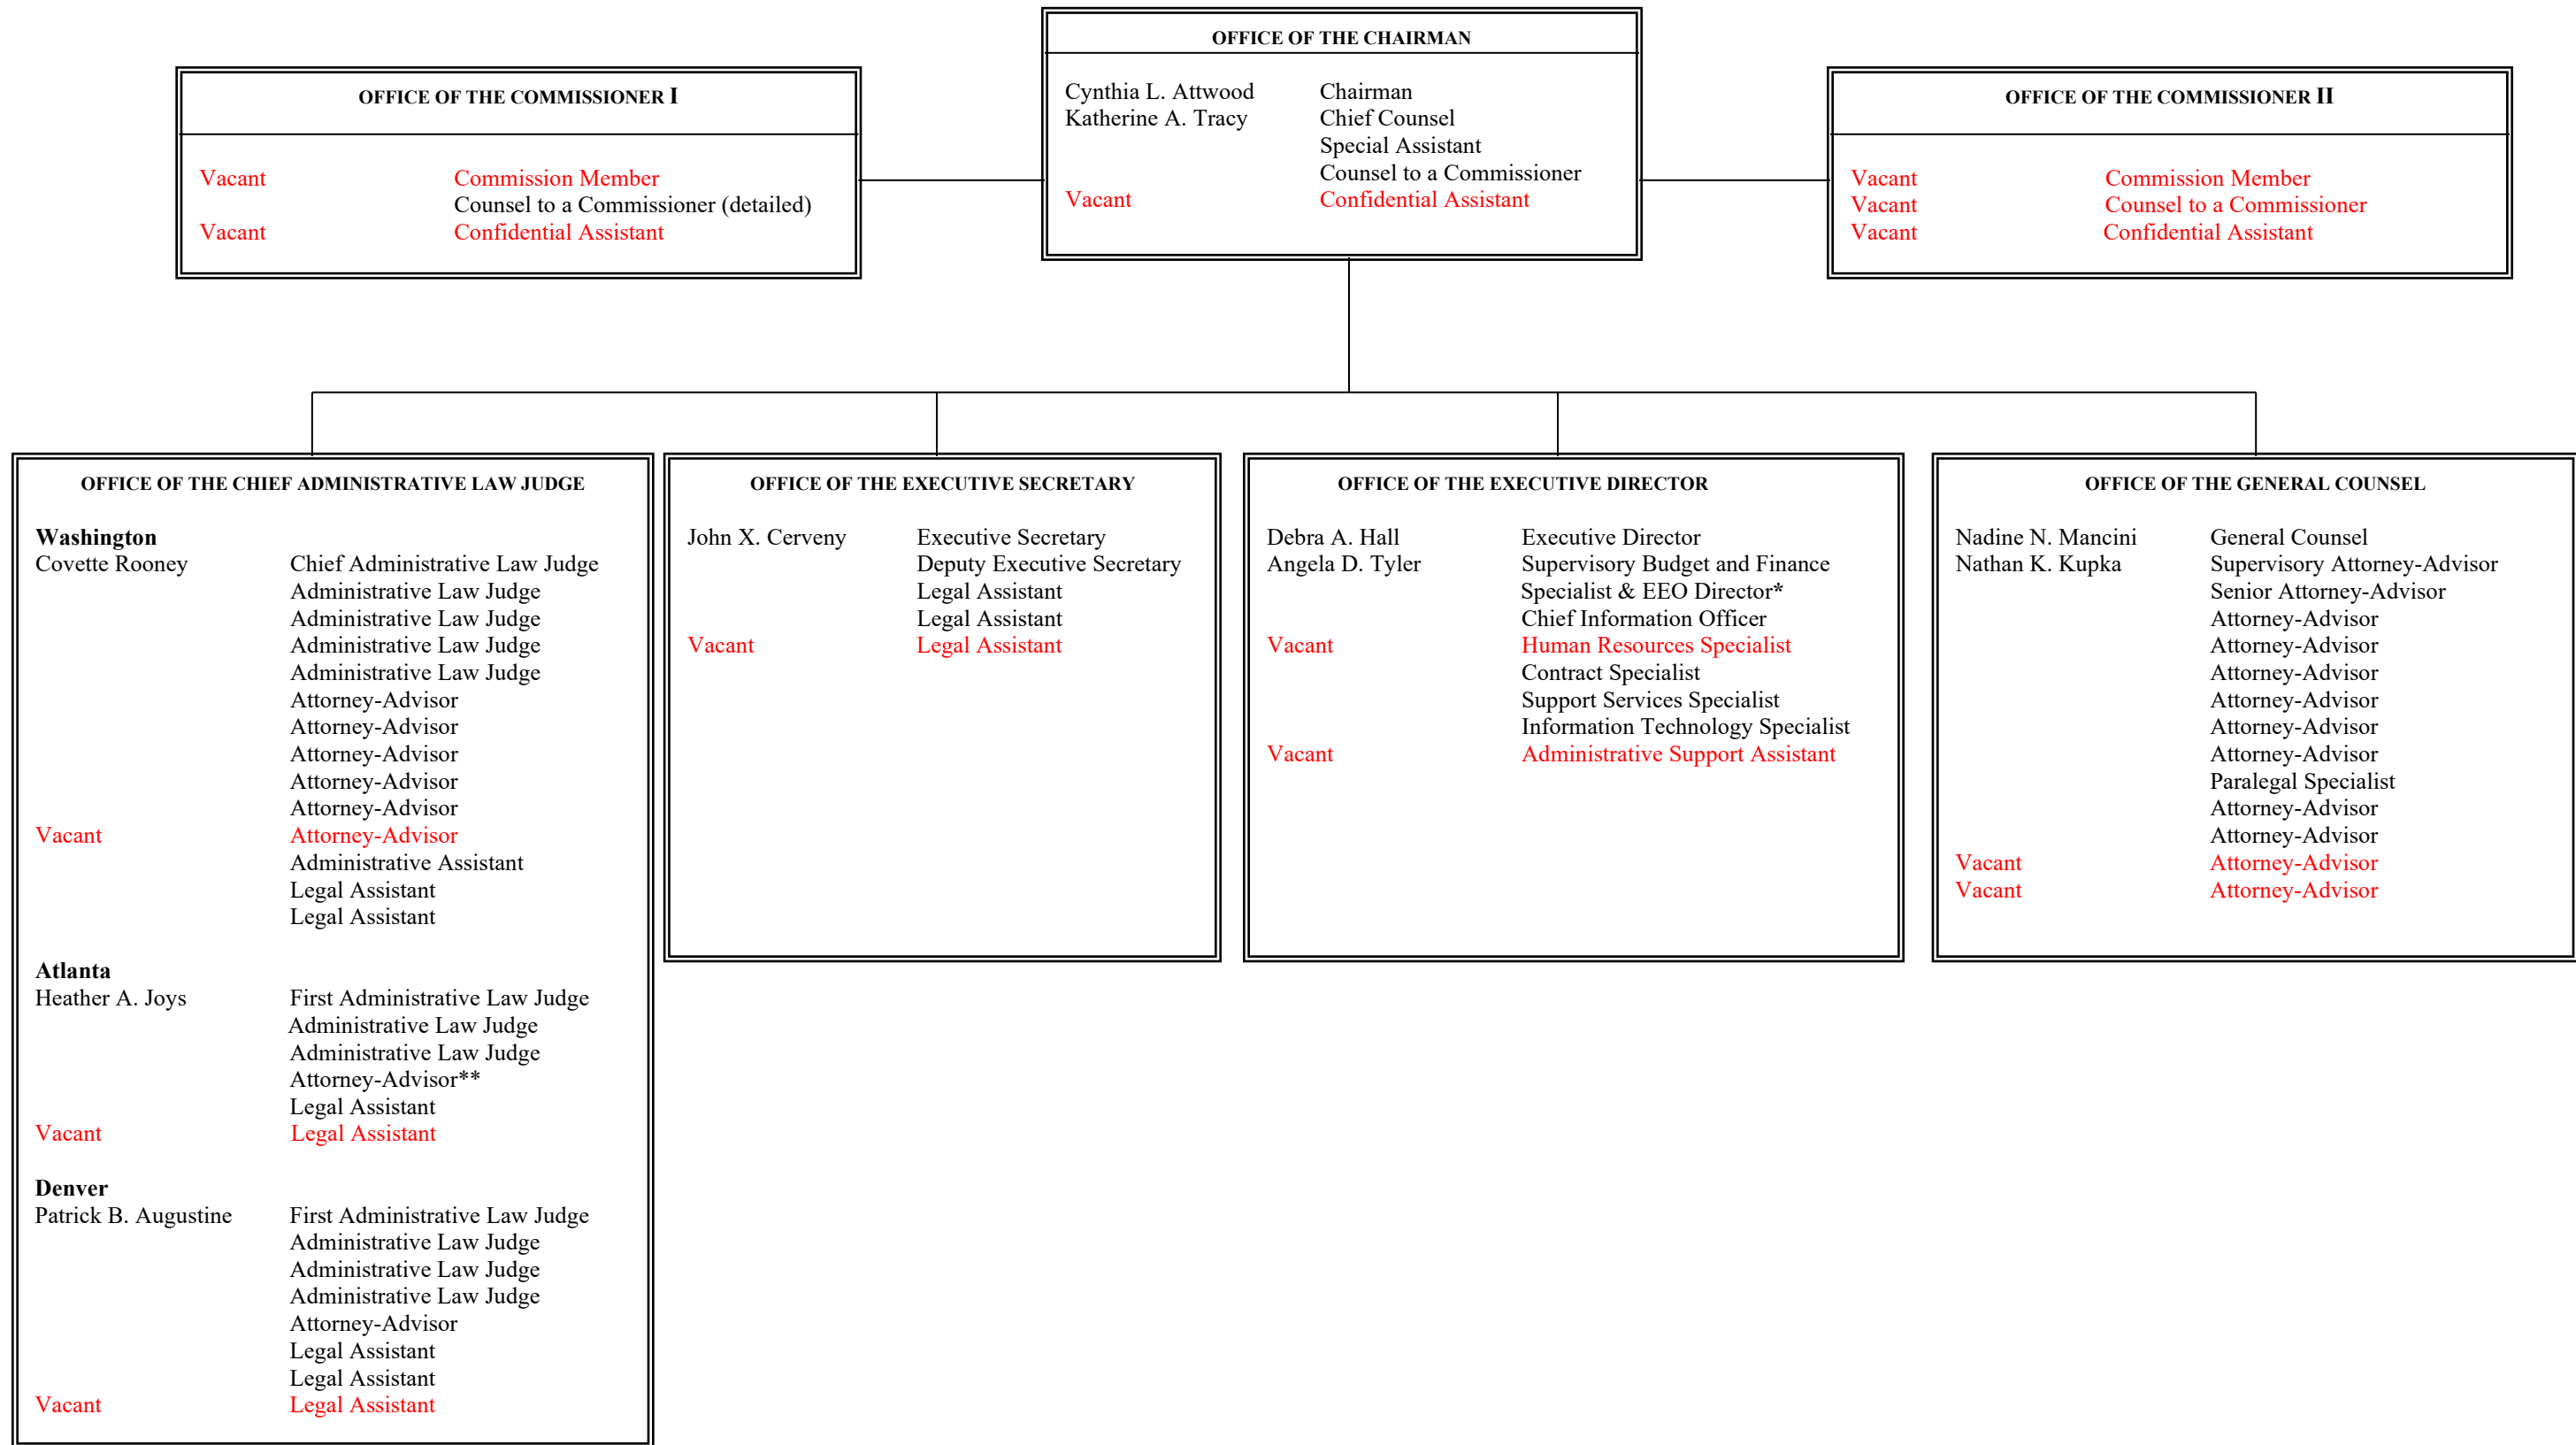 OFFICE OF THE CHAIRMAN
Cynthia L. Attwood Chairman
Katherine A. Tracy Chief Counsel
Special Assistant
Counsel to a Commissioner
Vacant Confidential Assistant
OFFICE OF THE COMMISSIONER I
Vacant Commission Member
Counsel to a Commissioner (detailed)
Vacant Confidential Assistant
OFFICE OF THE COMMISSIONER II
Vacant Commission Member
Vacant Counsel to a Commissioner
Vacant Confidential Assistant
OFFICE OF THE CHIEF ADMINISTRATIVE LAW JUDGE
Washington
Covette Rooney Chief Administrative Law Judge
Administrative Law Judge
Administrative Law Judge
Administrative Law Judge
Administrative Law Judge
Attorney-Advisor
Attorney-Advisor
Attorney-Advisor
Attorney-Advisor
Attorney-Advisor
Vacant Attorney-Advisor
Administrative Assistant
Legal Assistant
Legal Assistant
Atlanta
Heather A. Joys First Administrative Law Judge
Administrative Law Judge
Administrative Law Judge
Attorney-Advisor**
Legal Assistant
Vacant Legal Assistant
Denver
Patrick B. Augustine First Administrative Law Judge
Administrative Law Judge
Administrative Law Judge
Administrative Law Judge
Attorney-Advisor
Legal Assistant
Legal Assistant
Vacant Legal Assistant
OFFICE OF THE EXECUTIVE SECRETARY
John X. Cerveny Executive Secretary
Deputy Executive Secretary
Legal Assistant
Legal Assistant
Vacant Legal Assistant
OFFICE OF THE EXECUTIVE DIRECTOR
Debra A. Hall Executive Director
Angela D. Tyler Supervisory Budget and Finance
Specialist & EEO Director*
Chief Information Officer
Vacant Human Resources Specialist
Contract Specialist
Support Services Specialist
Information Technology Specialist
Vacant Administrative Support Assistant
OFFICE OF THE GENERAL COUNSEL
Nadine N. Mancini General Counsel
Nathan K. Kupka Supervisory Attorney-Advisor
Senior Attorney-Advisor
Attorney-Advisor
Attorney-Advisor
Attorney-Advisor
Attorney-Advisor
Attorney-Advisor
Attorney-Advisor
Paralegal Specialist
Attorney-Advisor
Attorney-Advisor
Vacant Attorney-Advisor
Vacant Attorney-Advisor